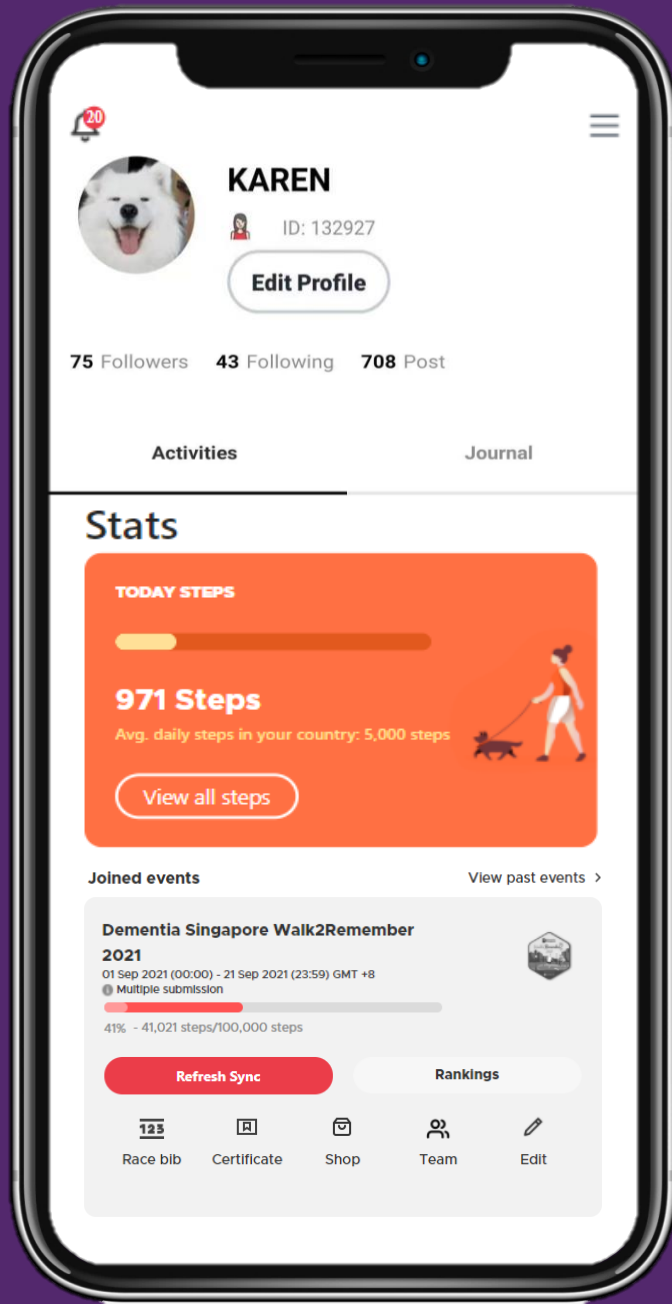 20
KAREN
ID: 132927
Edit Profile
75 Followers 43 Following 708 Post
Activities Journal
Stats
TODAY STEPS
971 Steps
Avg. daily steps in your country: 5,000 steps
View all steps
Joined events View past events >
Dementia Singapore Walk2Remember
2021
01 Sep 2021 (00:00) - 21 Sep 2021 (23:59) GMT +8
Multiple submission
41% - 41,021 steps/100,000 steps
Refresh Sync Rankings
123
Race bib Certificate Shop Team Edit